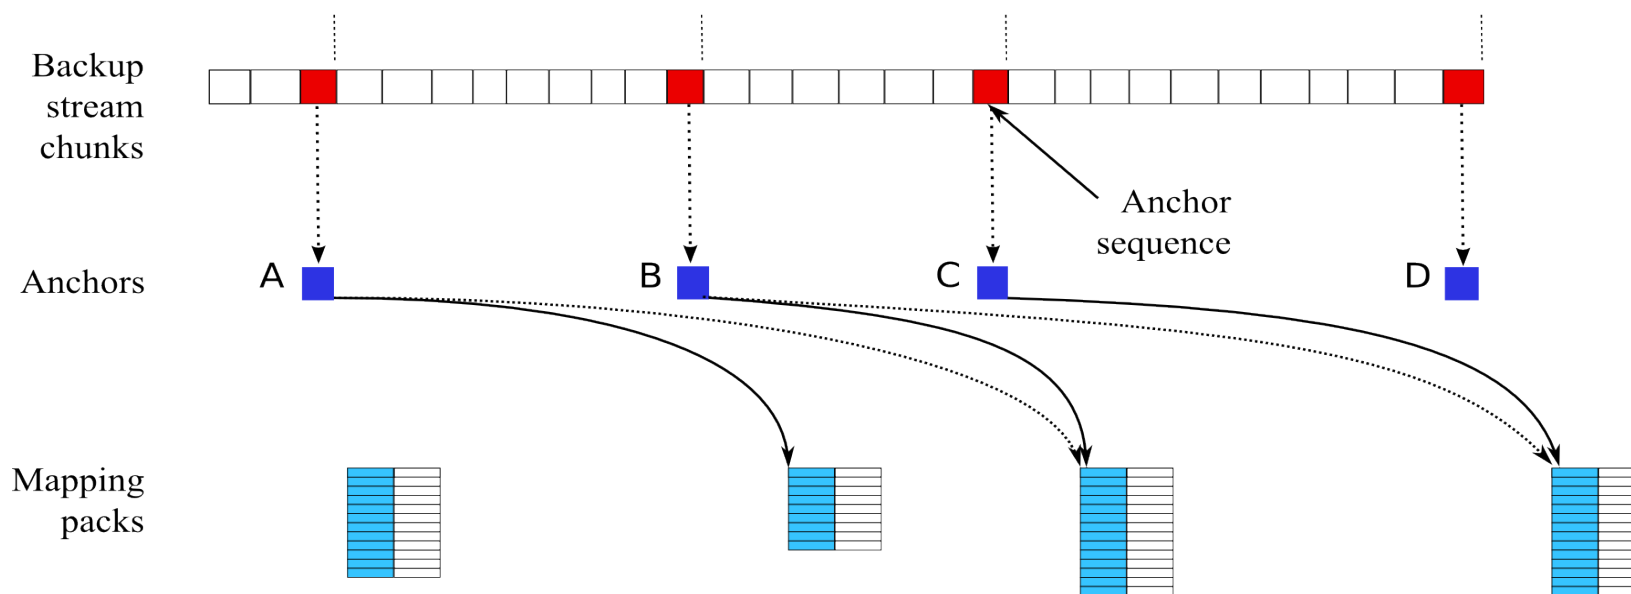 Backup
stream
chunks
Anchor
sequence
Anchors
A
B
C
D
Mapping
packs